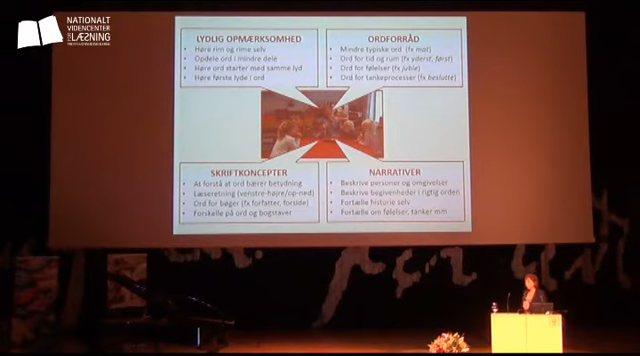 NATIONALT
VIDENCENTER
FOR LÆSNING
LYDLIG OPMÆRKSOMHED
• Høre rim og rime selv
• Opdele ord i mindre dele
• Høre ord starter med samme lyd
• Høre første lyde i ord
ORDFORRÅD
• Mindre typiske ord (fx mat)
• Ord for tid og rum (fx yderst, først)
• Ord for følelser (fx juble)
• Ord for tankeprocesser (fx beslutte)
SKRIFTKONCEPTER
• At forstå at ord bærer betydning
• Læseretning (venstre-højre/op-ned)
• Ord for bøger (fx forfatter, forside)
• Forskelle på ord og bogstaver
NARRATIVER
• Beskrive personer og omgivelser
• Beskrive begivenheder i rigtig orden
• Fortælle historie selv
• Fortælle om følelser, tanker mm